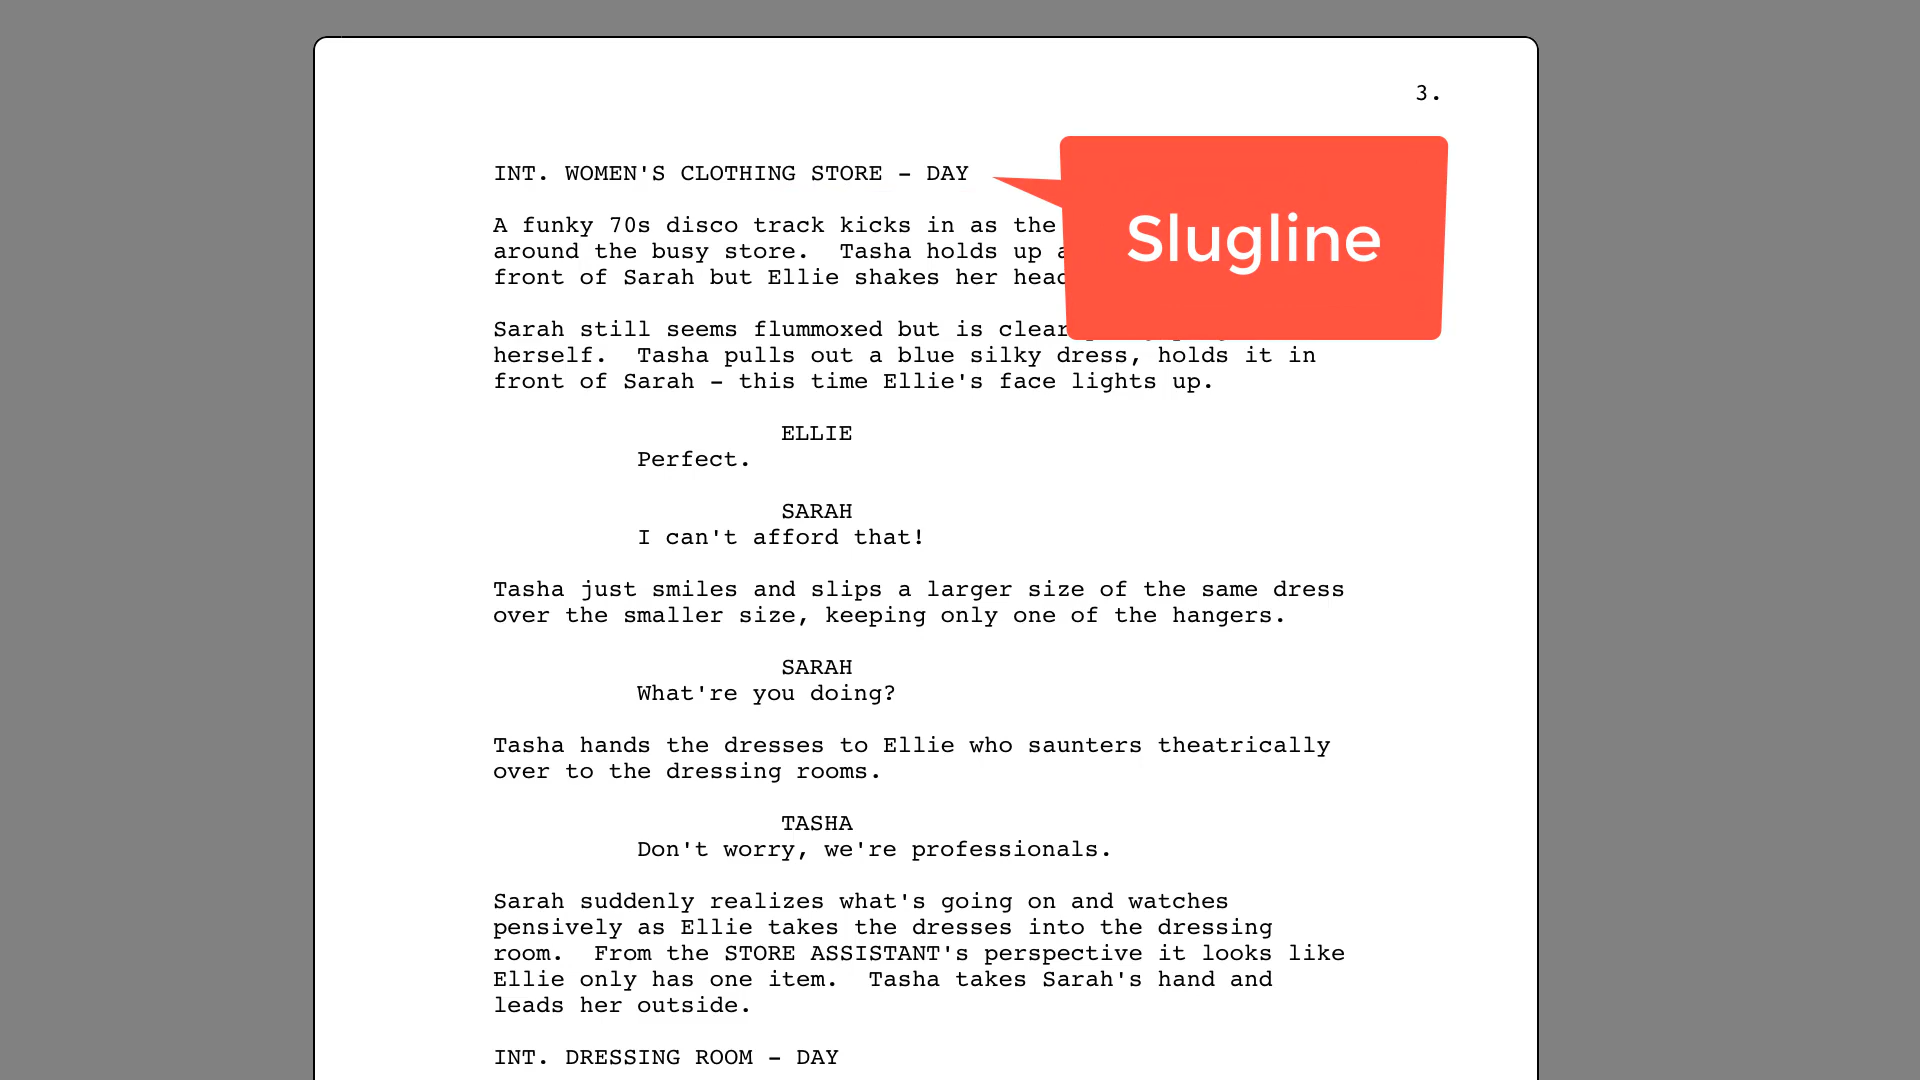 3.
INT. WOMEN'S CLOTHING STORE - DAY
Slugline
A funky 70s disco track kicks in as the
around the busy store.  Tasha holds up
front of Sarah but Ellie shakes her head
Sarah still seems flummoxed but is
herself.  Tasha pulls out a blue silky dress, holds it in
front of Sarah - this time Ellie's face lights up.
ELLIE
Perfect.
SARAH
I can't afford that!
Tasha just smiles and slips a larger size of the same dress
over the smaller size, keeping only one of the hangers.
SARAH
What're you doing?
Tasha hands the dresses to Ellie who saunters theatrically
over to the dressing rooms.
TASHA
Don't worry, we're professionals.
Sarah suddenly realizes what's going on and watches
pensively as Ellie takes the dresses into the dressing
room.  From the STORE ASSISTANT's perspective it looks like
Ellie only has one item.  Tasha takes Sarah's hand and
leads her outside.
INT. DRESSING ROOM - DAY